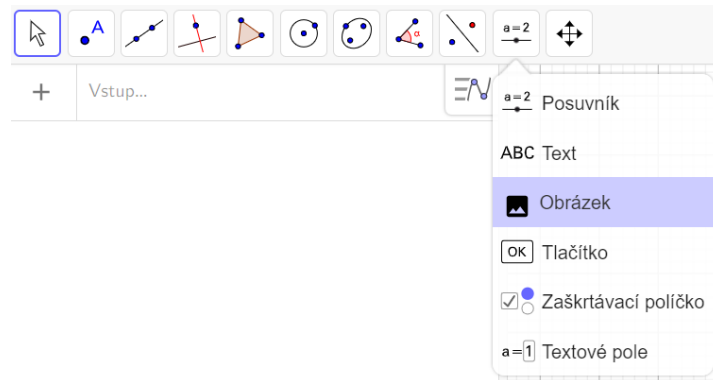 A
α
a=2
+ Vstup...
a=2 Posuvník
ABC Text
Obrázek
OK Tlačítko
Zaškrtávací políčko
a=1 Textové pole